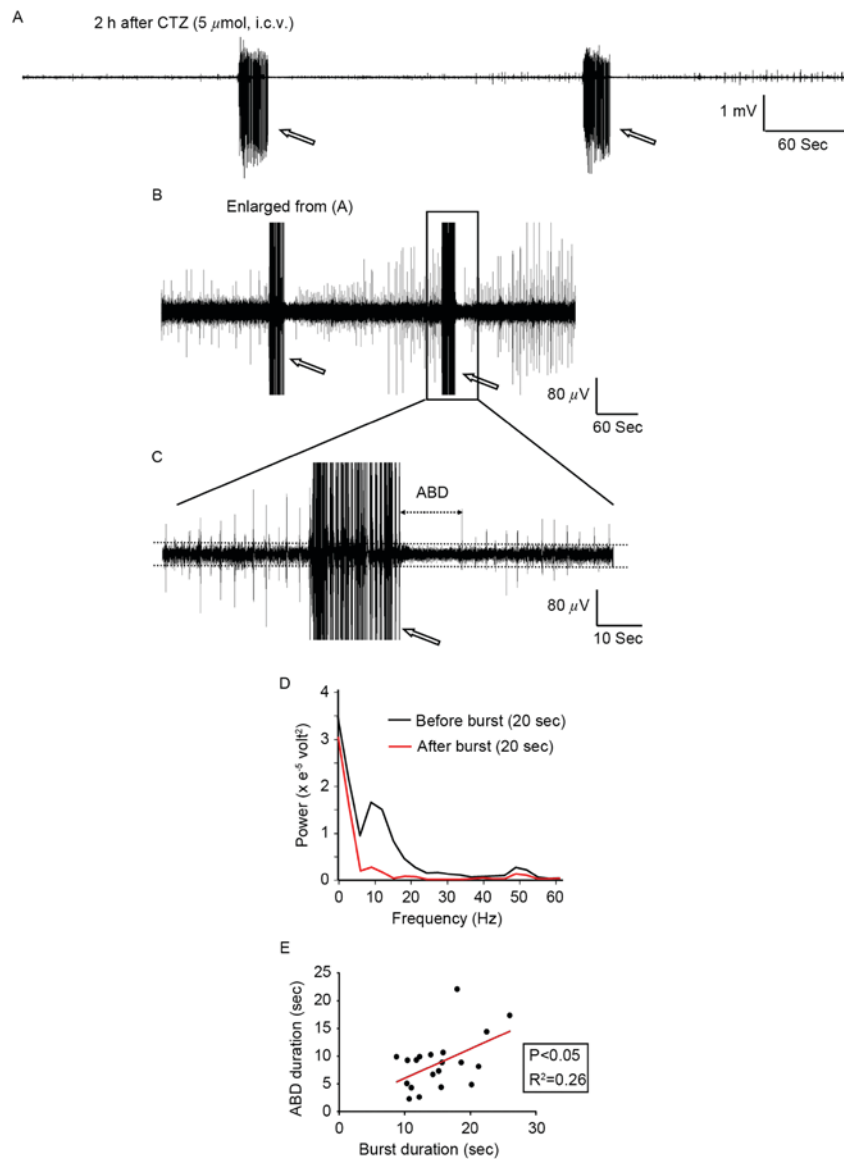 A
2 h after CTZ (5 μmol, i.c.v.)
1 mV
60 Sec
B
Enlarged from (A)
80 μV
60 Sec
C
ABD
80 μV
10 Sec
D
4
3
2
1
0
Power (x e⁻⁵ volt²)
Before burst (20 sec)
After burst (20 sec)
0 10 20 30 40 50 60
Frequency (Hz)
E
25
20
15
10
5
0
ABD duration (sec)
P<0.05
R²=0.26
0 10 20 30
Burst duration (sec)